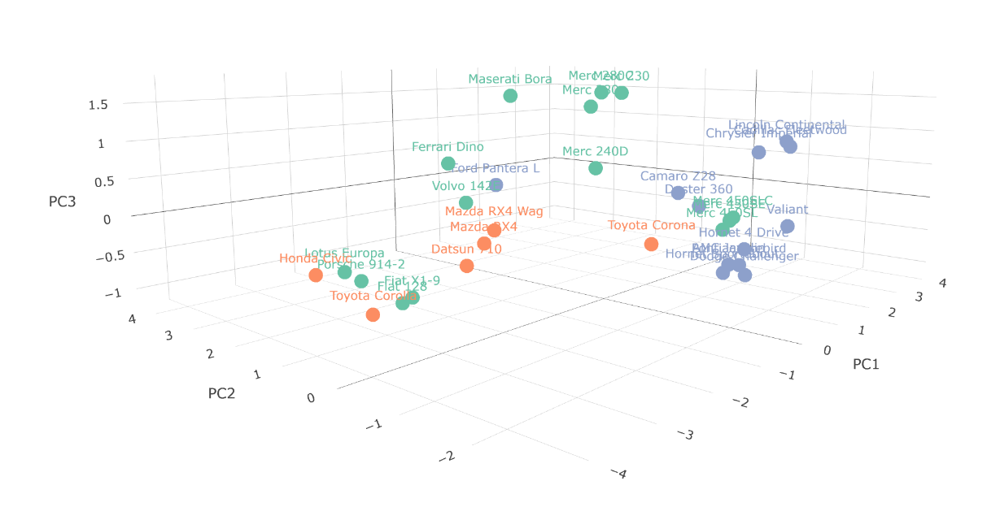 Maserati Bora
Merc 280C
Merc 230
Merc 280
Lincoln Continental
Cadillac Fleetwood
Chrysler Imperial
Ferrari Dino
Merc 240D
Ford Pantera L
Camaro Z28
Volvo 142E
Duster 360
Merc 450SLC
Merc 450SE
Merc 450SL
Valiant
Mazda RX4 Wag
Mazda RX4
Toyota Corona
Hornet 4 Drive
Datsun 710
AMC Javelin
Pontiac Firebird
Hornet Sportabout
Dodge Challenger
Lotus Europa
Honda Civic
Porsche 914-2
Fiat X1-9
Fiat 128
Toyota Corolla
PC3
1.5
1
0.5
0
−0.5
−1
PC2
4
3
2
1
0
−1
−2
PC1
4
3
2
1
0
−1
−2
−3
−4